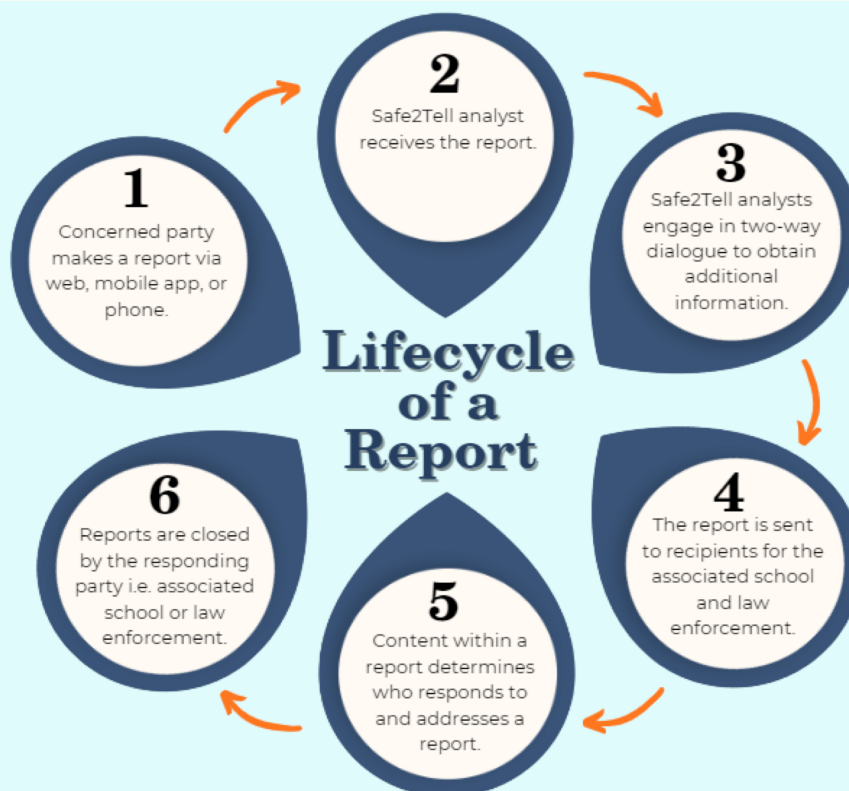 1
Concerned party
makes a report via
web, mobile app, or
phone.
2
Safe2Tell analyst
receives the report.
3
Safe2Tell analysts
engage in two-way
dialogue to obtain
additional
information.
Lifecycle
of a
Report
4
The report is sent
to recipients for the
associated school
and law
enforcement.
5
Content within a
report determines
who responds to
and addresses a
report.
6
Reports are closed
by the responding
party i.e. associated
school or law
enforcement.